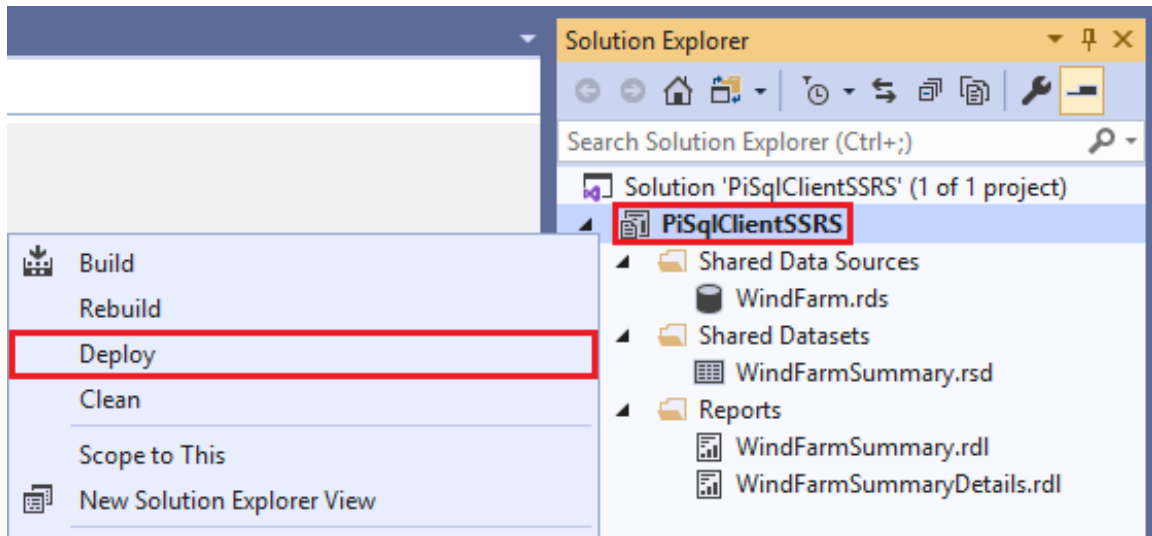 Solution Explorer
Search Solution Explorer (Ctrl+;)
Solution 'PiSqlClientSSRS' (1 of 1 project)
PiSqlClientSSRS
Shared Data Sources
WindFarm.rds
Shared Datasets
WindFarmSummary.rsd
Reports
WindFarmSummary.rdl
WindFarmSummaryDetails.rdl
Build
Rebuild
Deploy
Clean
Scope to This
New Solution Explorer View